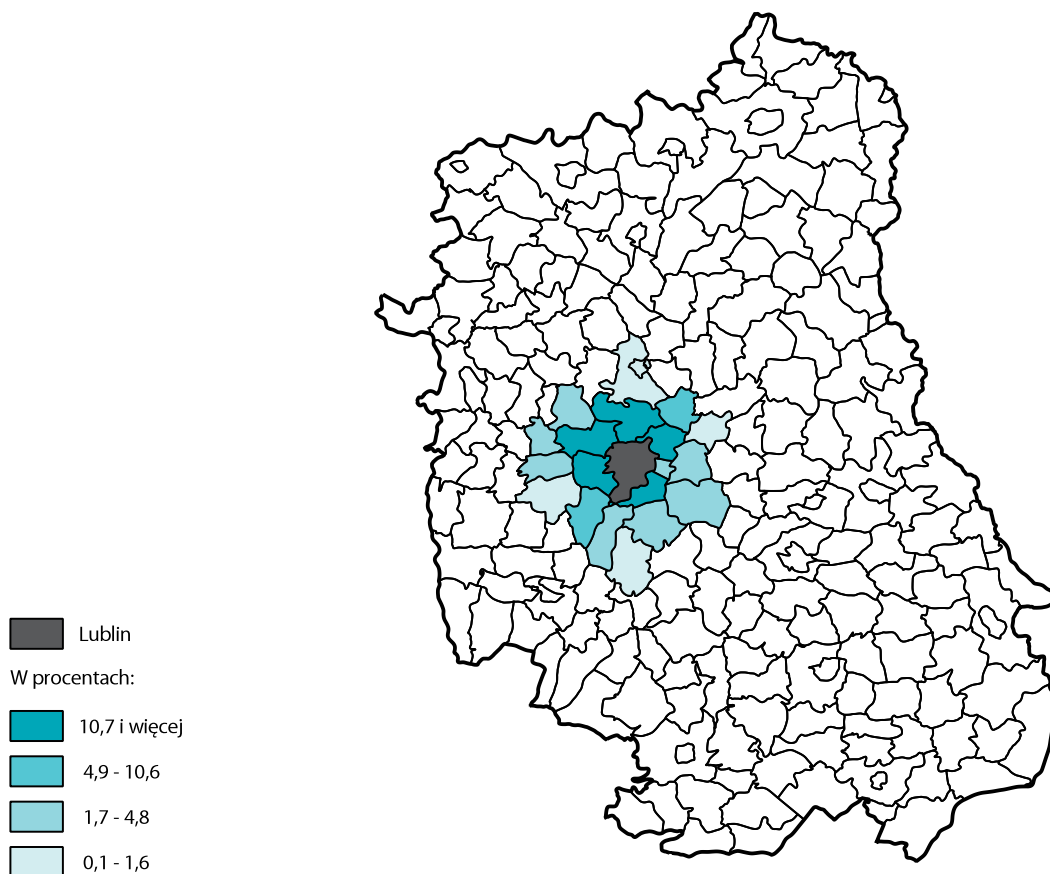 Lublin
W procentach:
10,7 i więcej
4,9 - 10,6
1,7 - 4,8
0,1 - 1,6